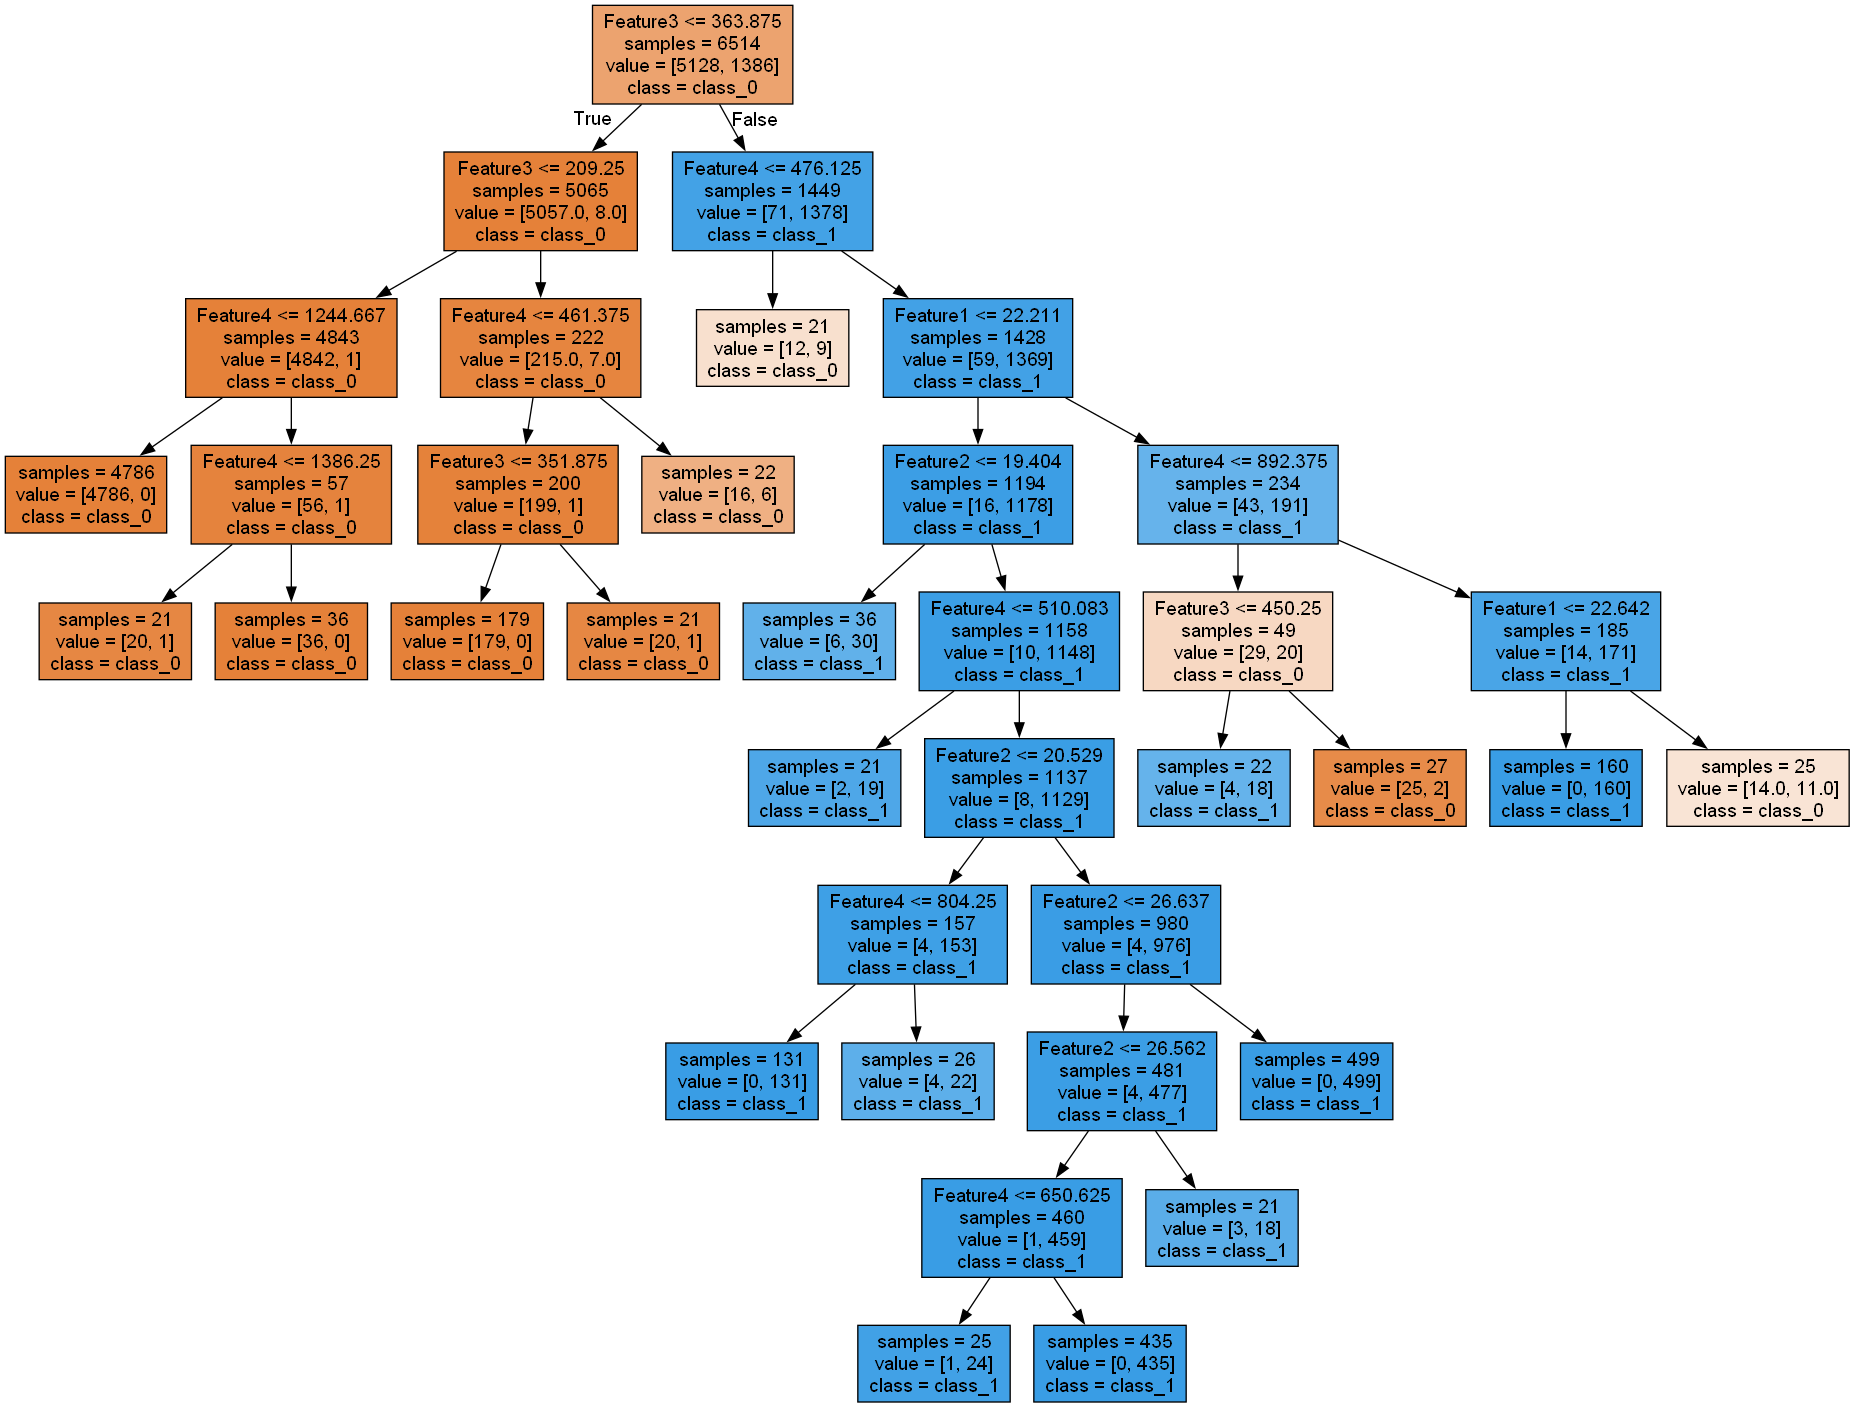 Feature3 <= 363.875
samples = 6514
value = [5128, 1386]
class = class_0
True
False
Feature3 <= 209.25
samples = 5065
value = [5057.0, 8.0]
class = class_0
Feature4 <= 476.125
samples = 1449
value = [71, 1378]
class = class_1
Feature4 <= 1244.667
samples = 4843
value = [4842, 1]
class = class_0
Feature4 <= 461.375
samples = 222
value = [215.0, 7.0]
class = class_0
samples = 21
value = [12, 9]
class = class_0
Feature1 <= 22.211
samples = 1428
value = [59, 1369]
class = class_1
samples = 4786
value = [4786, 0]
class = class_0
Feature4 <= 1386.25
samples = 57
value = [56, 1]
class = class_0
Feature3 <= 351.875
samples = 200
value = [199, 1]
class = class_0
samples = 22
value = [16, 6]
class = class_0
Feature2 <= 19.404
samples = 1194
value = [16, 1178]
class = class_1
Feature4 <= 892.375
samples = 234
value = [43, 191]
class = class_1
samples = 21
value = [20, 1]
class = class_0
samples = 36
value = [36, 0]
class = class_0
samples = 179
value = [179, 0]
class = class_0
samples = 21
value = [20, 1]
class = class_0
samples = 36
value = [6, 30]
class = class_1
Feature4 <= 510.083
samples = 1158
value = [10, 1148]
class = class_1
Feature3 <= 450.25
samples = 49
value = [29, 20]
class = class_0
Feature1 <= 22.642
samples = 185
value = [14, 171]
class = class_1
samples = 21
value = [2, 19]
class = class_1
Feature2 <= 20.529
samples = 1137
value = [8, 1129]
class = class_1
samples = 22
value = [4, 18]
class = class_1
samples = 27
value = [25, 2]
class = class_0
samples = 160
value = [0, 160]
class = class_1
samples = 25
value = [14.0, 11.0]
class = class_0
Feature4 <= 804.25
samples = 157
value = [4, 153]
class = class_1
Feature2 <= 26.637
samples = 980
value = [4, 976]
class = class_1
samples = 131
value = [0, 131]
class = class_1
samples = 26
value = [4, 22]
class = class_1
Feature2 <= 26.562
samples = 481
value = [4, 477]
class = class_1
samples = 499
value = [0, 499]
class = class_1
Feature4 <= 650.625
samples = 460
value = [1, 459]
class = class_1
samples = 21
value = [3, 18]
class = class_1
samples = 25
value = [1, 24]
class = class_1
samples = 435
value = [0, 435]
class = class_1